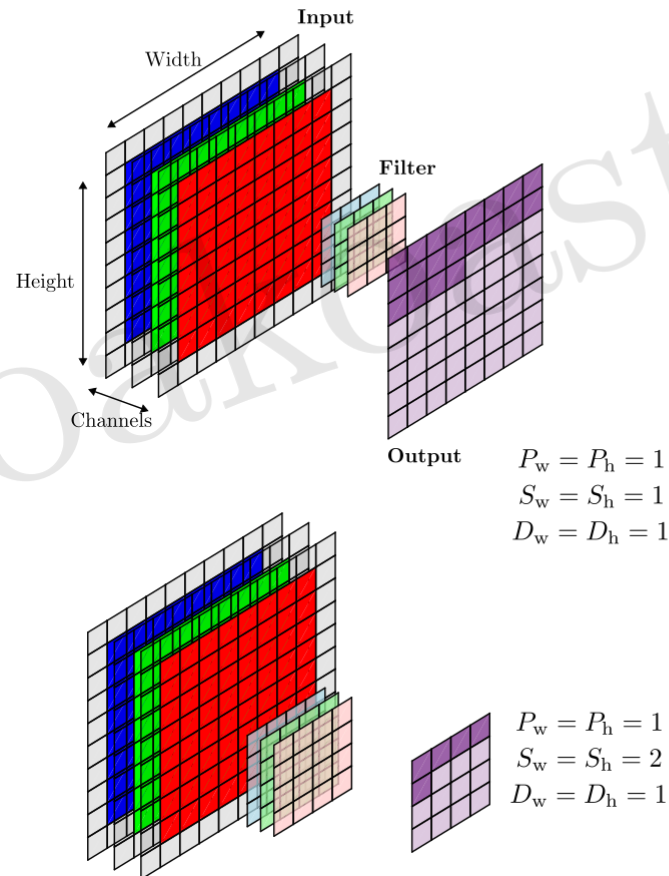 Input
Width
Filter
Height
Channels
Output
P_w = P_h = 1
S_w = S_h = 1
D_w = D_h = 1
P_w = P_h = 1
S_w = S_h = 2
D_w = D_h = 1